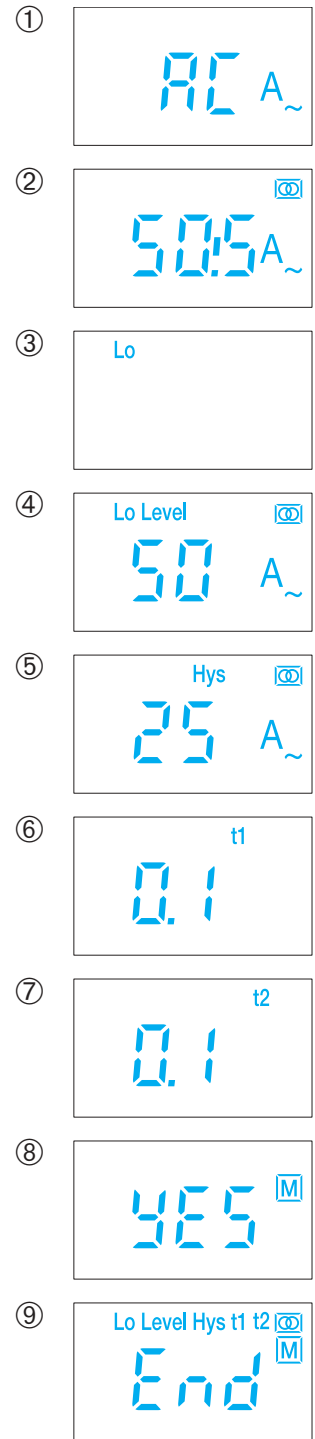 ①
AC A~
②
50:5 A~
③
Lo
④
Lo Level
50 A~
⑤
Hys
25 A~
⑥
t1
0.1
⑦
t2
0.1
⑧
YES M
⑨
Lo Level Hys t1 t2
M
End